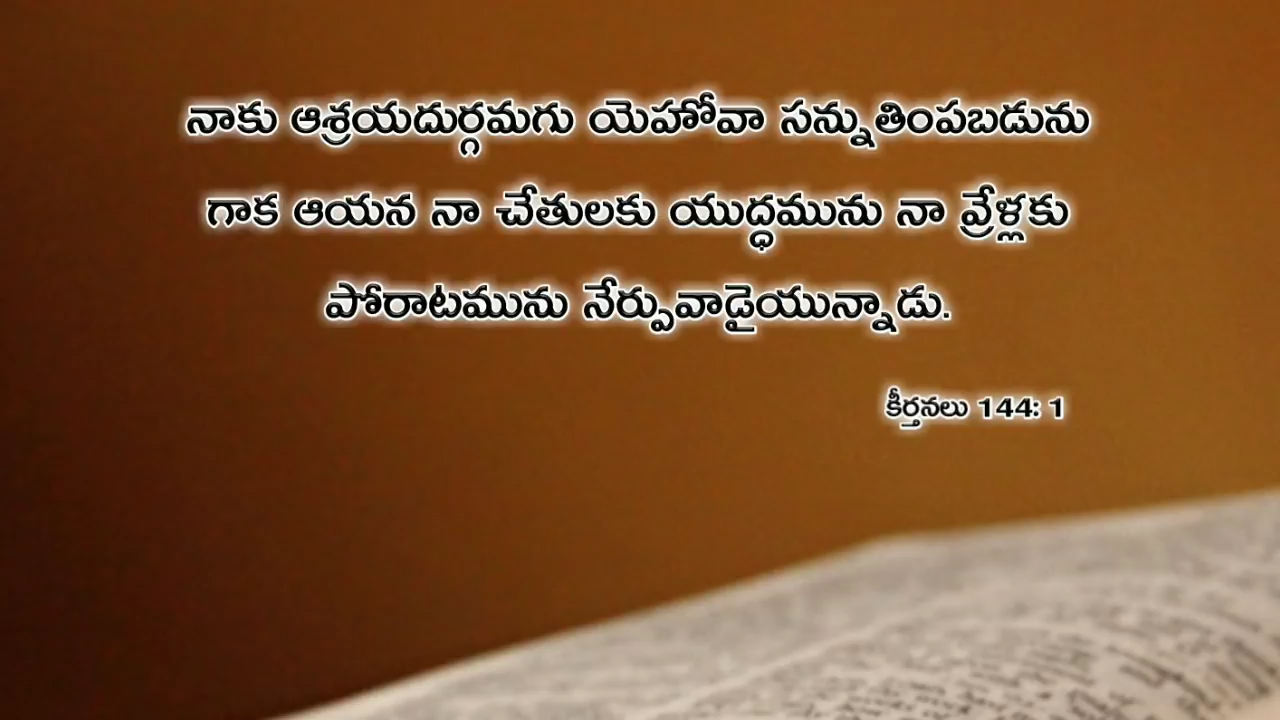 నాకు ఆశ్రయదుర్గమగు యెహోవా సన్నుతింపబడును
గాక ఆయన నా చేతులకు యుద్ధమును నా వ్రేళ్లకు
పోరాటమును నేర్పువాడైయున్నాడు.
కీర్తనలు 144: 1